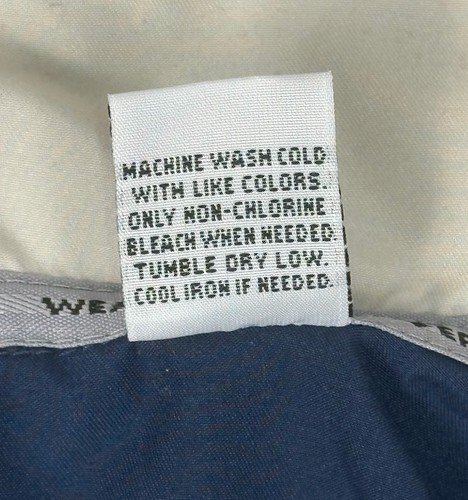 MACHINE WASH COLD
WITH LIKE COLORS.
ONLY NON-CHLORINE
BLEACH WHEN NEEDED.
TUMBLE DRY LOW.
COOL IRON IF NEEDED.